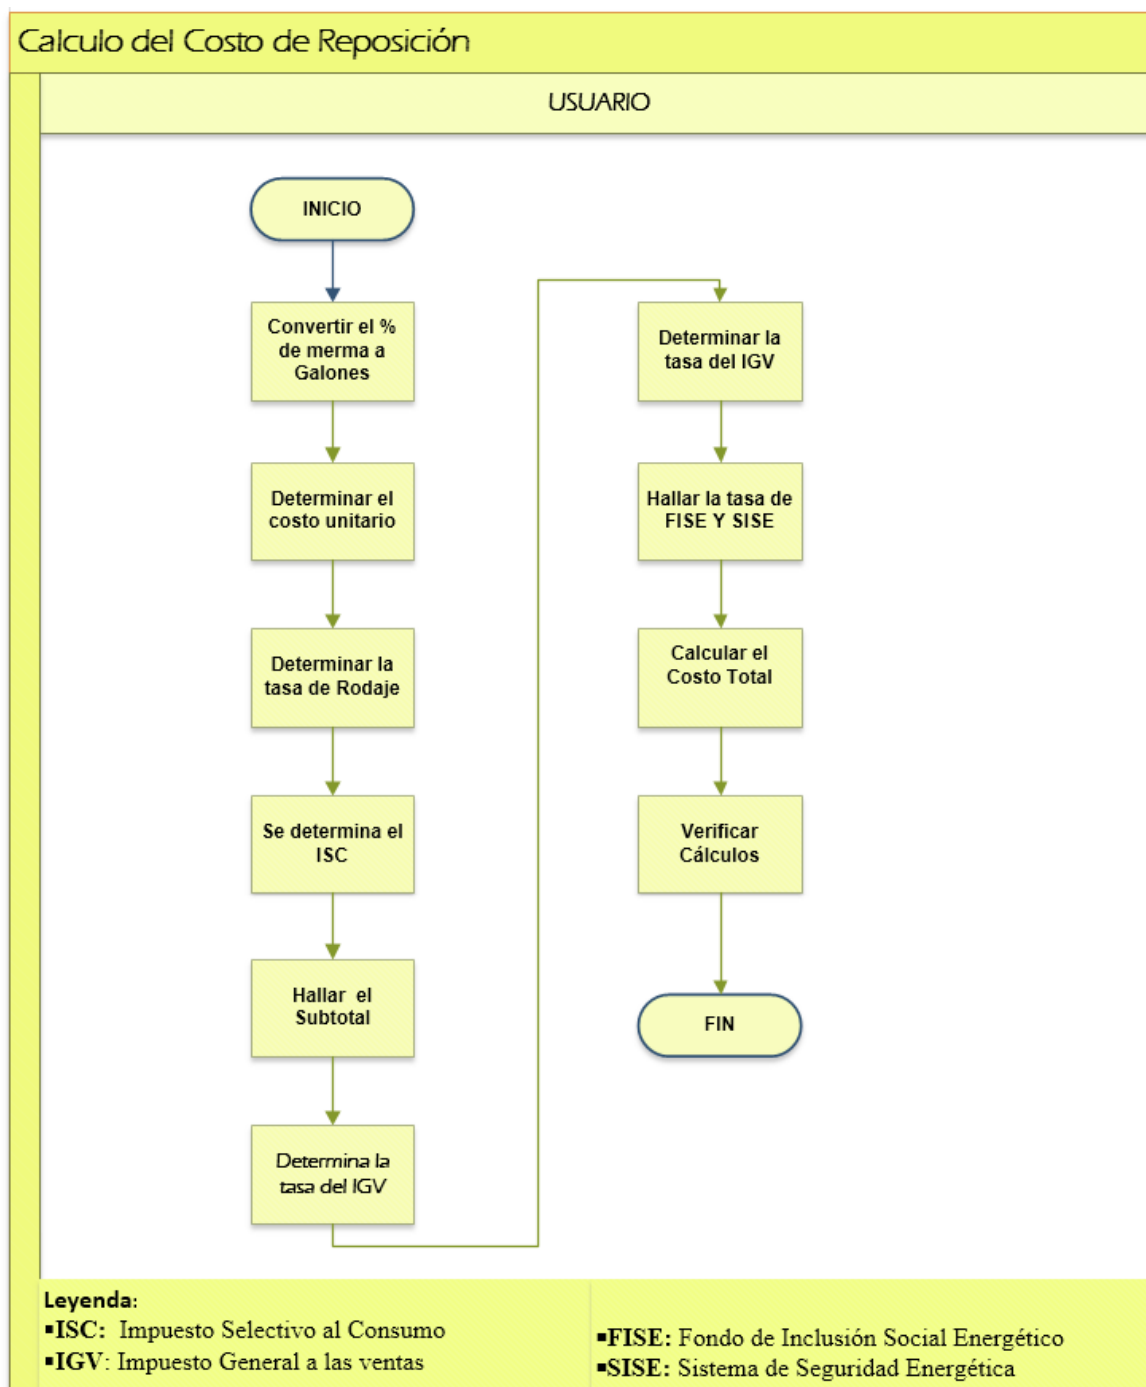 Calculo del Costo de Reposición
USUARIO
INICIO
Convertir el %
de merma a
Galones
Determinar el
costo unitario
Determinar la
tasa de Rodaje
Se determina el
ISC
Hallar el
Subtotal
Determina la
tasa del IGV
Determinar la
tasa del IGV
Hallar la tasa de
FISE Y SISE
Calcular el
Costo Total
Verificar
Cálculos
FIN
Leyenda:
▪ISC: Impuesto Selectivo al Consumo
▪IGV: Impuesto General a las ventas
▪FISE: Fondo de Inclusión Social Energético
▪SISE: Sistema de Seguridad Energética